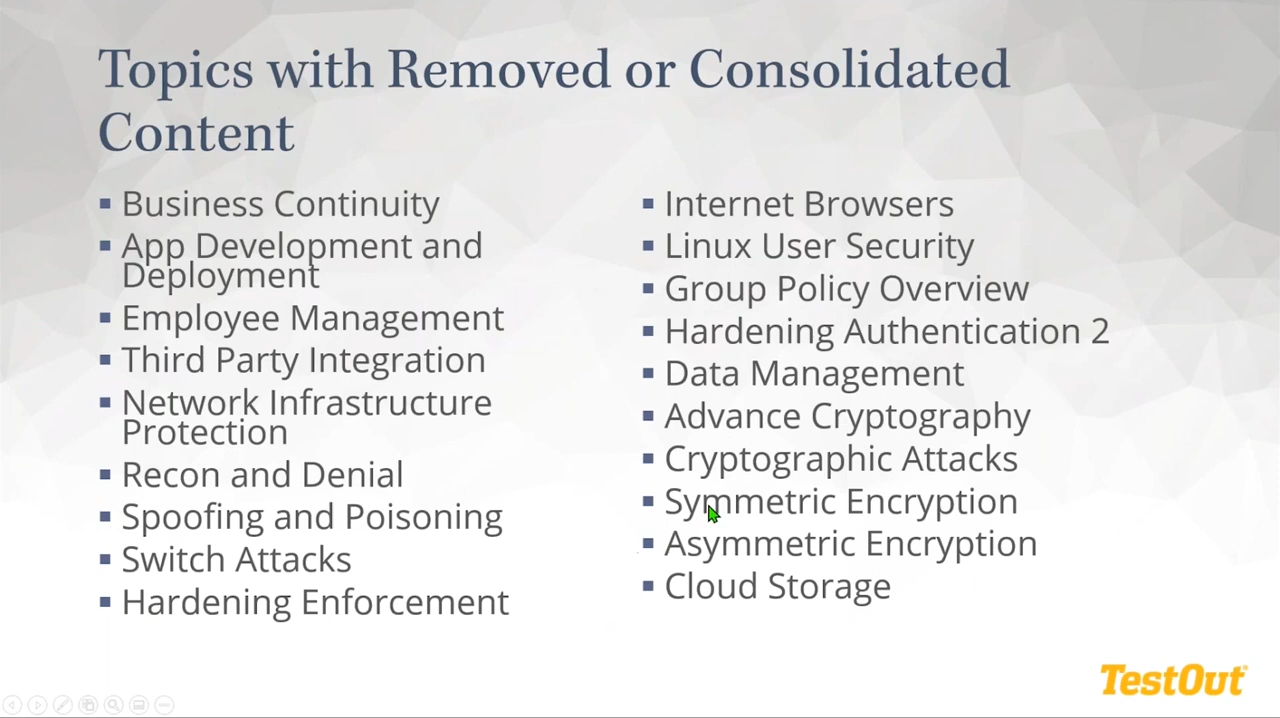 Topics with Removed or Consolidated
Content
Business Continuity
App Development and
Deployment
Employee Management
Third Party Integration
Network Infrastructure
Protection
Recon and Denial
Spoofing and Poisoning
Switch Attacks
Hardening Enforcement
Internet Browsers
Linux User Security
Group Policy Overview
Hardening Authentication 2
Data Management
Advance Cryptography
Cryptographic Attacks
Symmetric Encryption
Asymmetric Encryption
Cloud Storage
TestOut